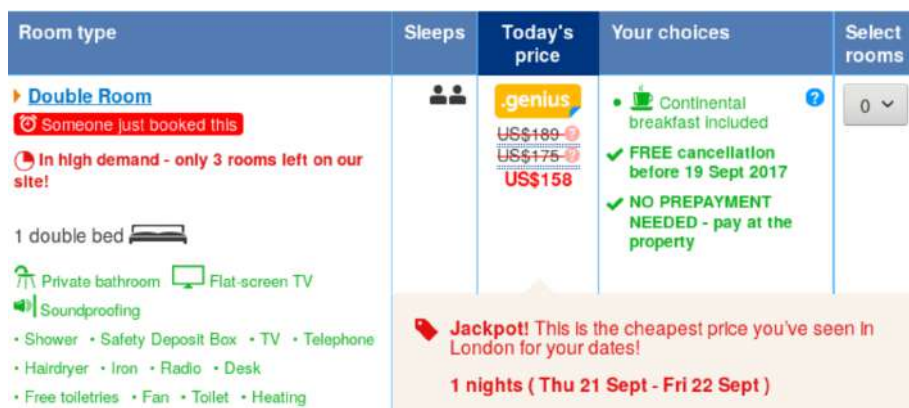 Room type
Sleeps
Today's
price
Your choices
Select
rooms
Double Room
Someone just booked this
In high demand - only 3 rooms left on our
site!
1 double bed
Private bathroom Flat-screen TV
Soundproofing
• Shower • Safety Deposit Box • TV • Telephone
• Hairdryer • Iron • Radio • Desk
• Free toiletries • Fan • Toilet • Heating
.genius
US$189 ?
US$175 ?
US$158
• Continental ?
breakfast included
FREE cancellation
before 19 Sept 2017
NO PREPAYMENT
NEEDED - pay at the
property
0
Jackpot! This is the cheapest price you've seen in
London for your dates!
1 nights ( Thu 21 Sept - Fri 22 Sept )